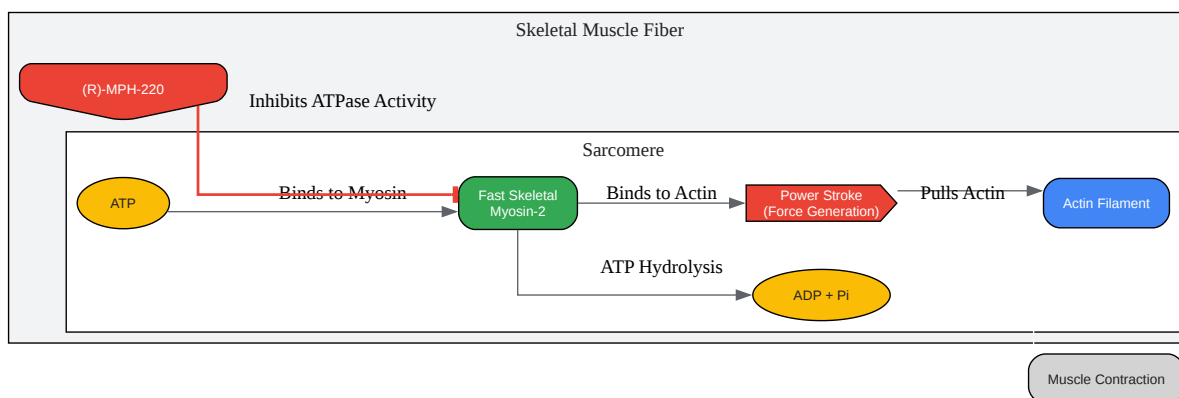 Skeletal Muscle Fiber
(R)-MPH-220
Inhibits ATPase Activity
Sarcomere
ATP
Binds to Myosin
Fast Skeletal
Myosin-2
Binds to Actin
Power Stroke
(Force Generation)
Pulls Actin
Actin Filament
ATP Hydrolysis
ADP + Pi
Muscle Contraction